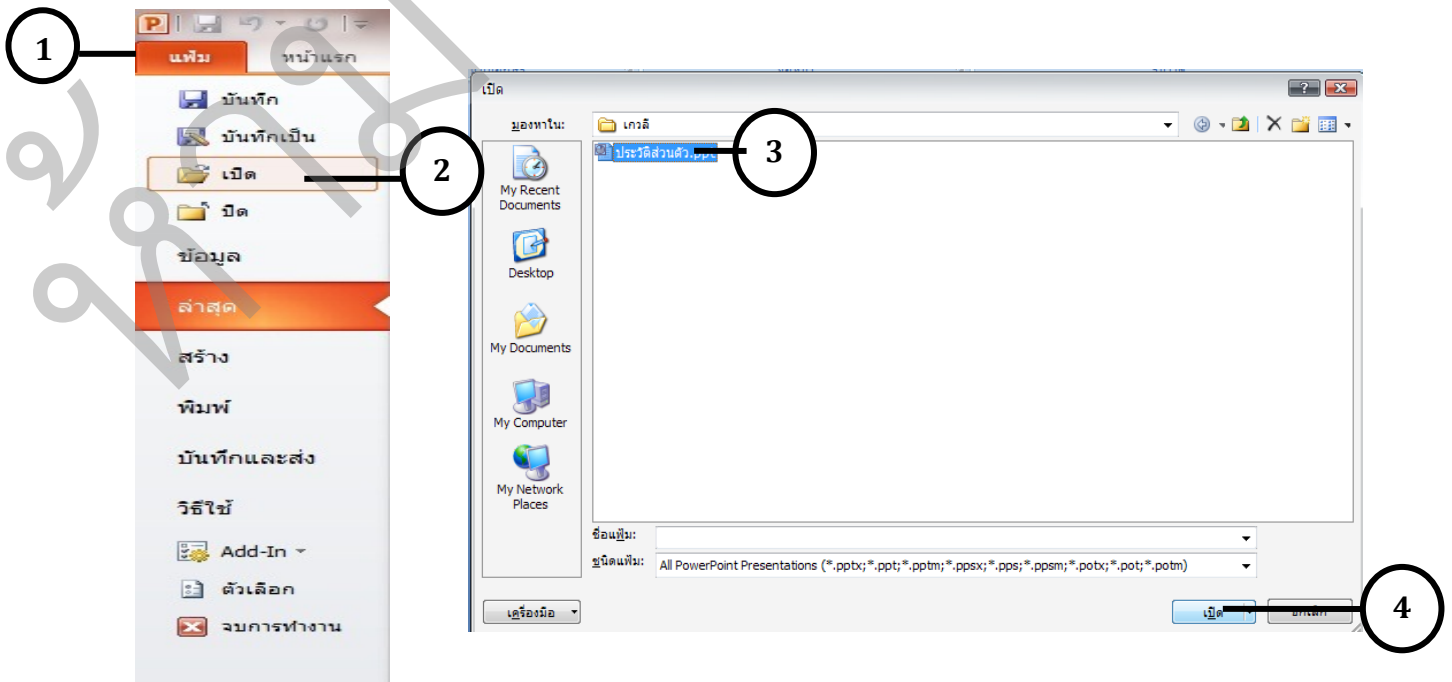 1
แฟ้ม
หน้าแรก
บันทึก
บันทึกเป็น
2
เปิด
ปิด
ข้อมูล
ล่าสุด
สร้าง
พิมพ์
บันทึกและส่ง
วิธีใช้
Add-In
ตัวเลือก
จบการทำงาน
เปิด
มองหาใน:
เกวลี
ประวัติส่วนตัว.ppt
3
My Recent
Documents
Desktop
My Documents
My Computer
My Network
Places
ชื่อแฟ้ม:
ชนิดแฟ้ม:
All PowerPoint Presentations (*.pptx;*.ppt;*.pptm;*.ppsx;*.pps;*.ppsm;*.potx;*.pot;*.potm)
เครื่องมือ
เปิด
ยกเลิก
4